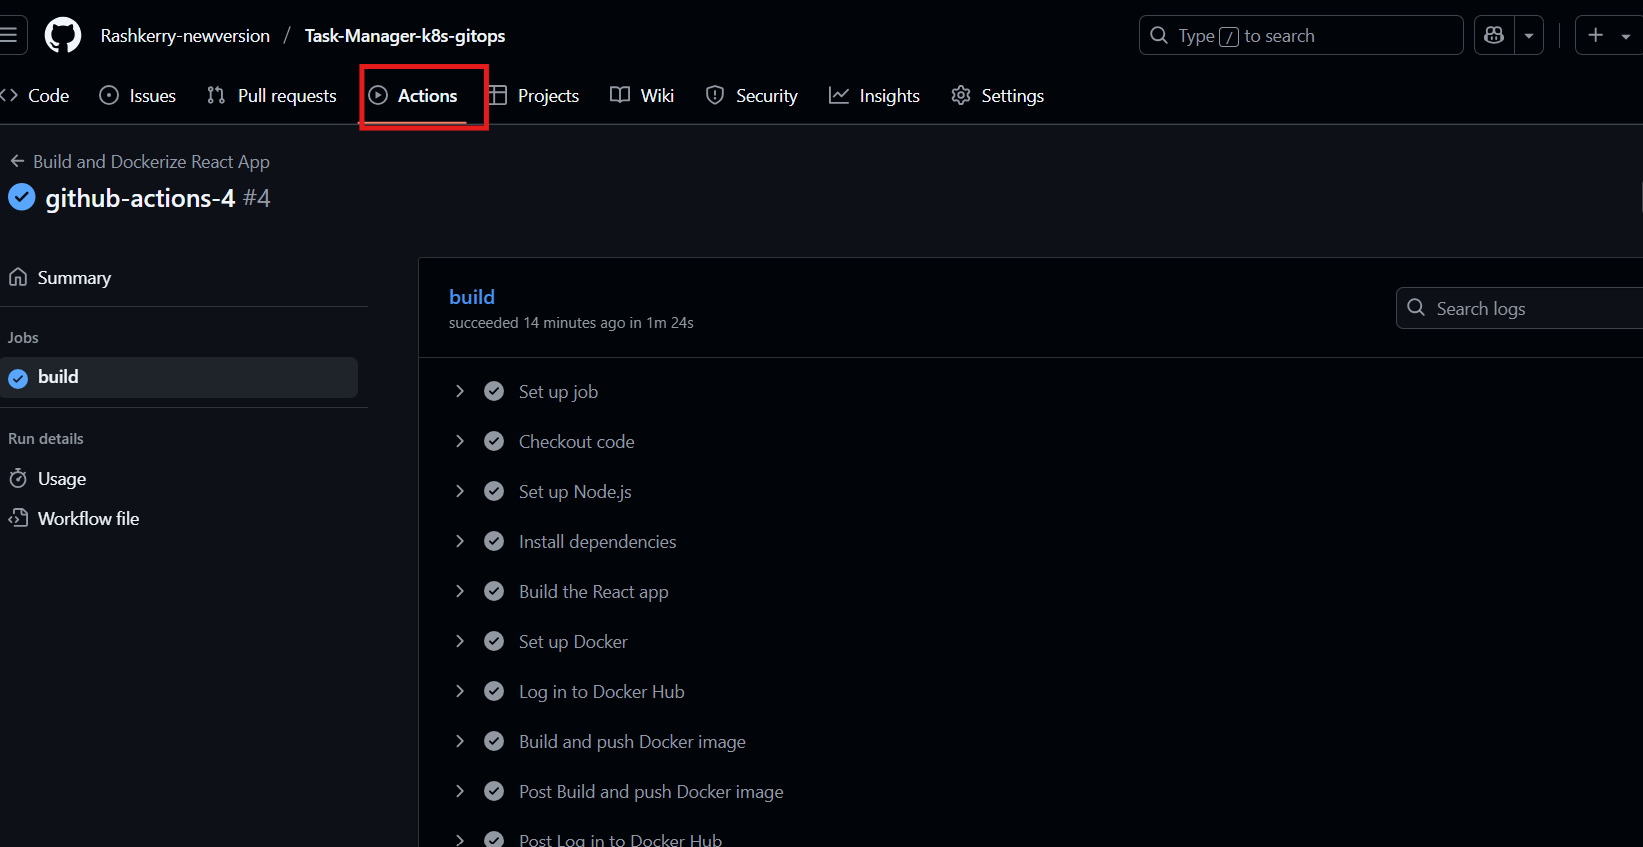 Rashkerry-newversion / Task-Manager-k8s-gitops
Type / to search
Code
Issues
Pull requests
Actions
Projects
Wiki
Security
Insights
Settings
Build and Dockerize React App
github-actions-4 #4
Summary
Jobs
build
Run details
Usage
Workflow file
build
succeeded 14 minutes ago in 1m 24s
Search logs
Set up job
Checkout code
Set up Node.js
Install dependencies
Build the React app
Set up Docker
Log in to Docker Hub
Build and push Docker image
Post Build and push Docker image
Post Log in to Docker Hub